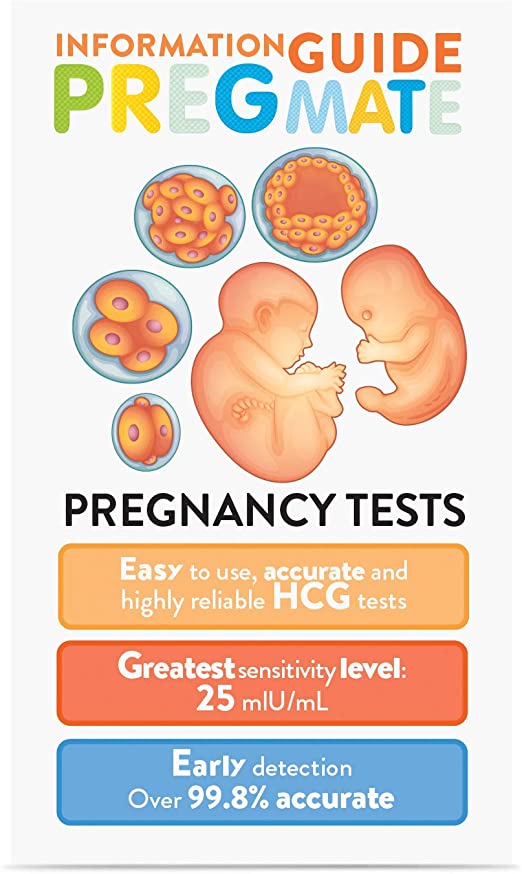 INFORMATION GUIDE
PREGMATE
PREGNANCY TESTS
Easy to use, accurate and
highly reliable HCG tests
Greatest sensitivity level:
25 mIU/mL
Early detection
Over 99.8% accurate